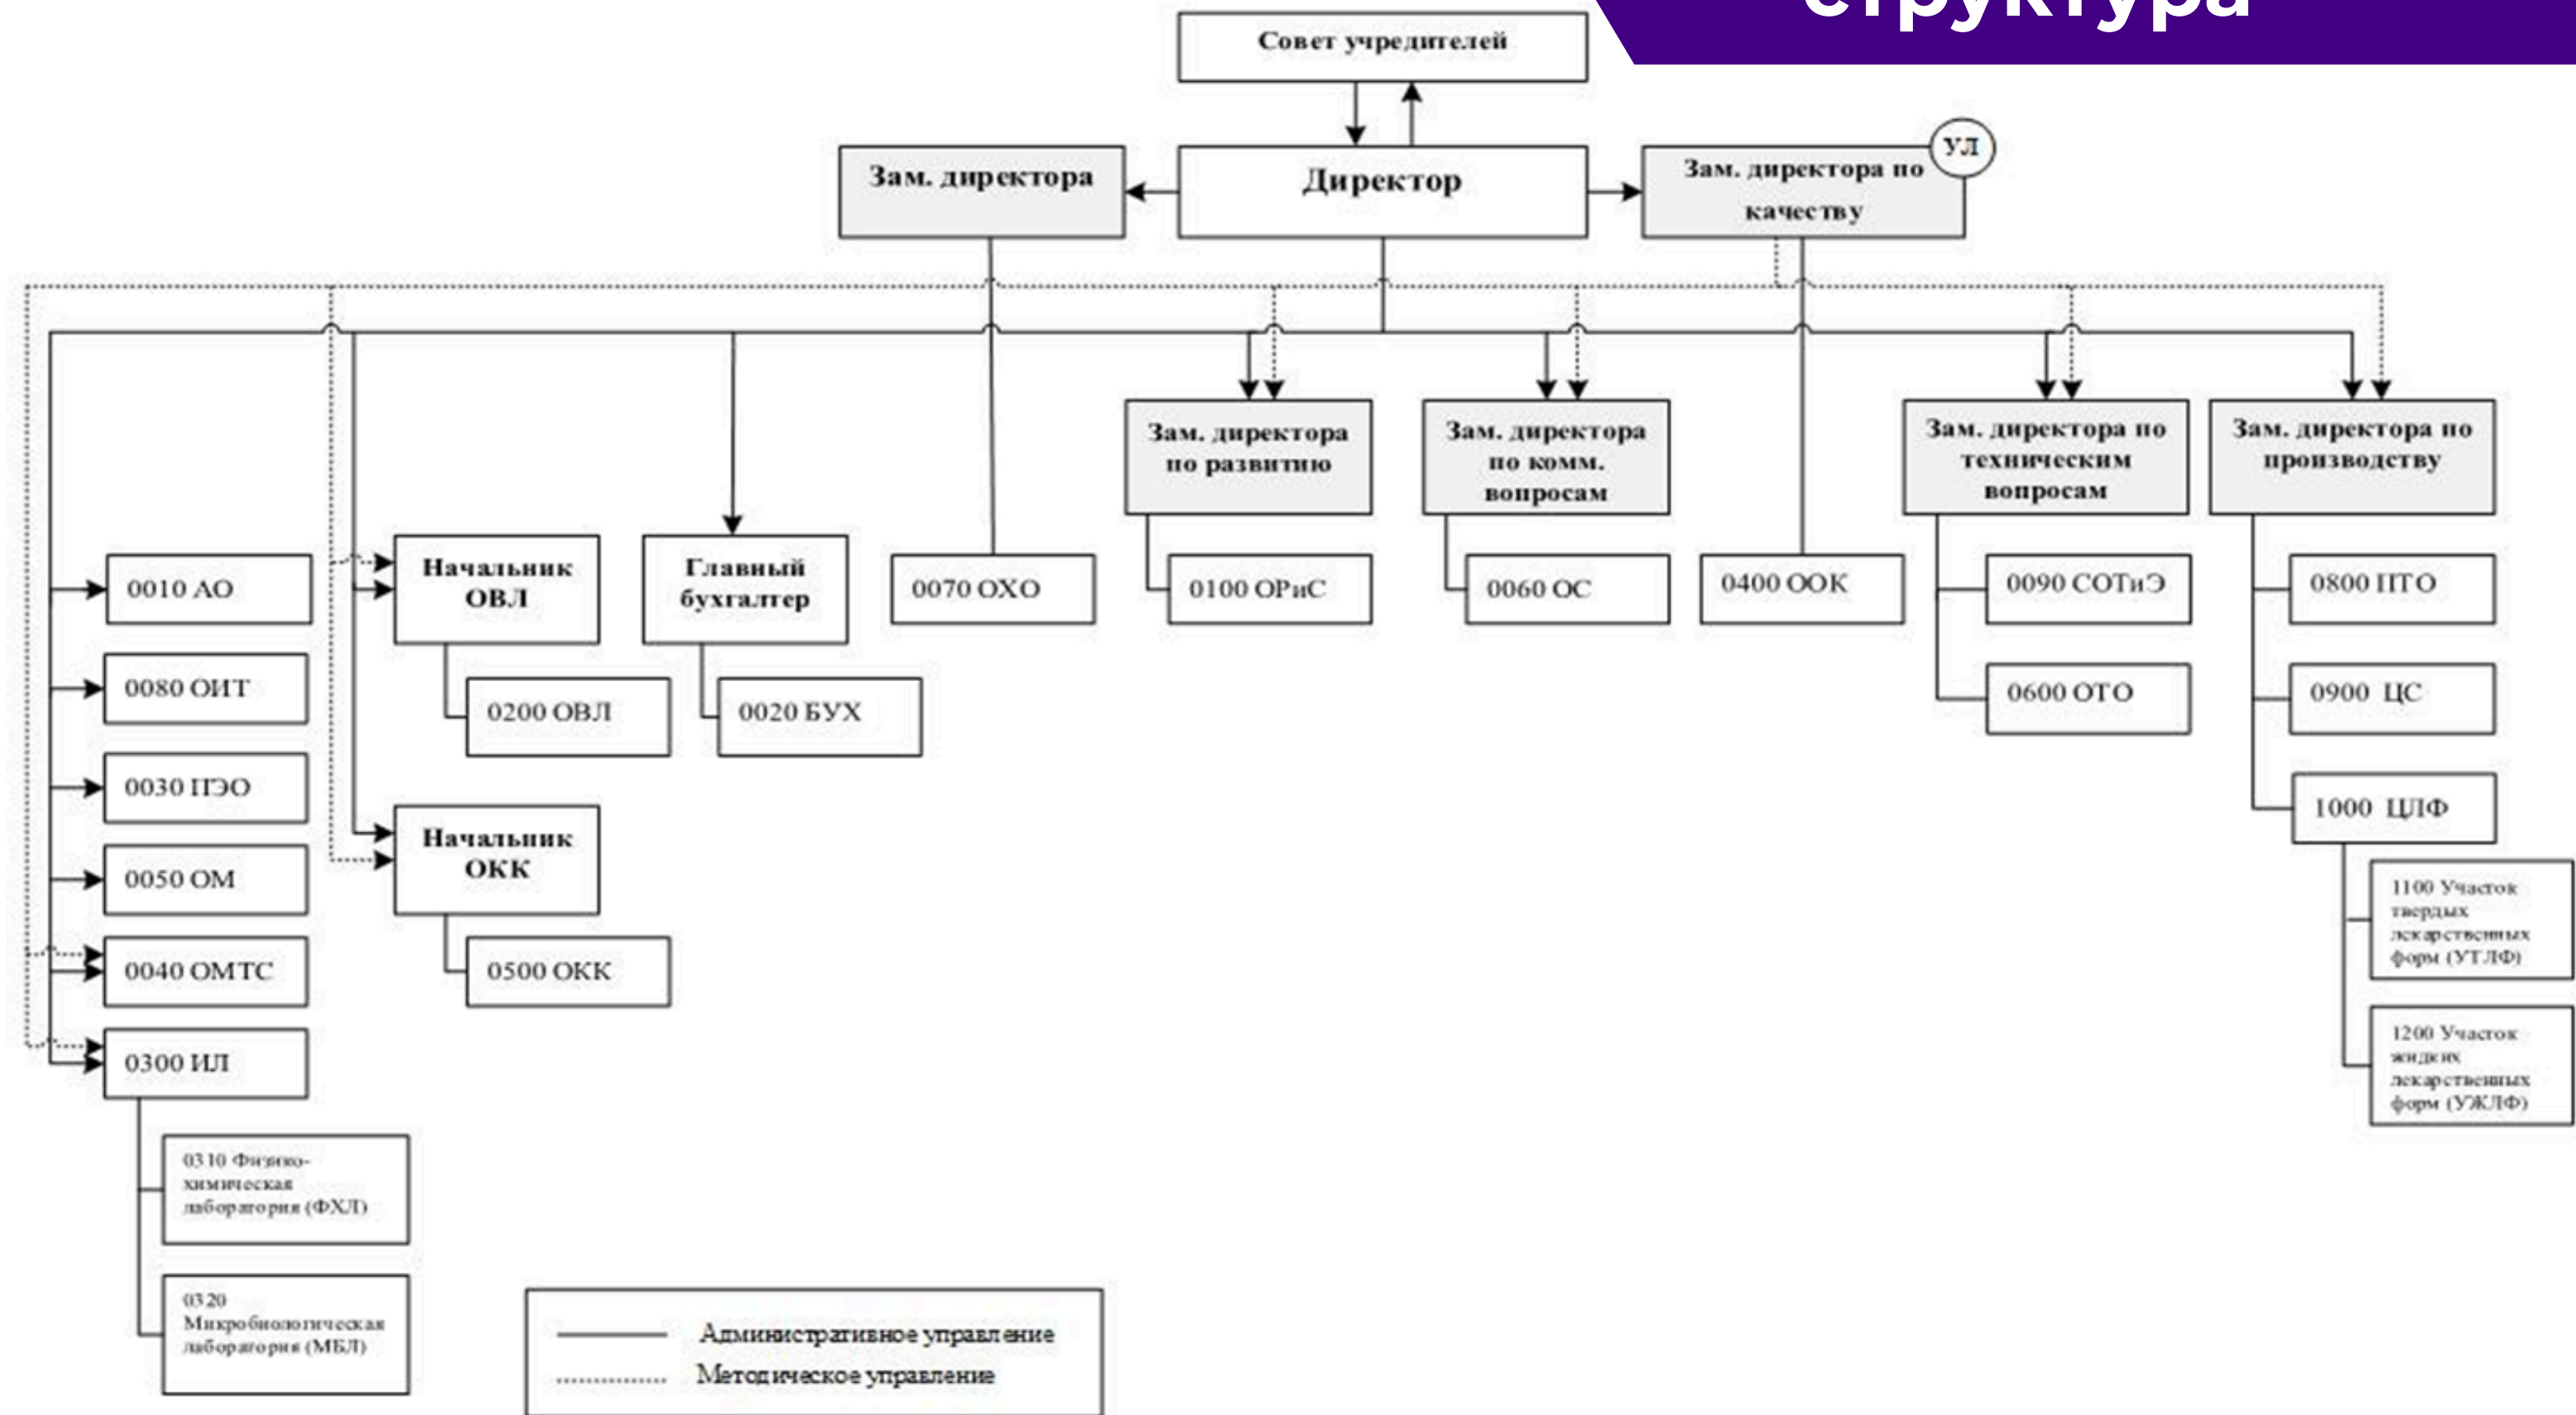 структура
Совет учредителей
УЛ
Зам. директора
Директор
Зам. директора по
качеству
Зам. директора
по развитию
Зам. директора
по комм.
вопросам
Зам. директора по
техническим
вопросам
Зам. директора по
производству
0010 АО
Начальник
ОВЛ
Главный
бухгалтер
0070 ОХО
0100 ОРиС
0060 ОС
0400 ООК
0090 СОТиЭ
0800 ПТО
0080 ОИТ
0200 ОВЛ
0020 БУХ
0600 ОТО
0900 ЦС
0030 ПЭО
1000 ЦЛФ
0050 ОМ
Начальник
ОКК
1100 Участок
твердых
лекарственных
форм (УТЛФ)
0040 ОМТС
0500 ОКК
0300 ИЛ
1200 Участок
жидких
лекарственных
форм (УЖЛФ)
0310 Физико-
химическая
лаборатория (ФХЛ)
0320
Микробиологическая
лаборатория (МБЛ)
Административное управление
Методическое управление